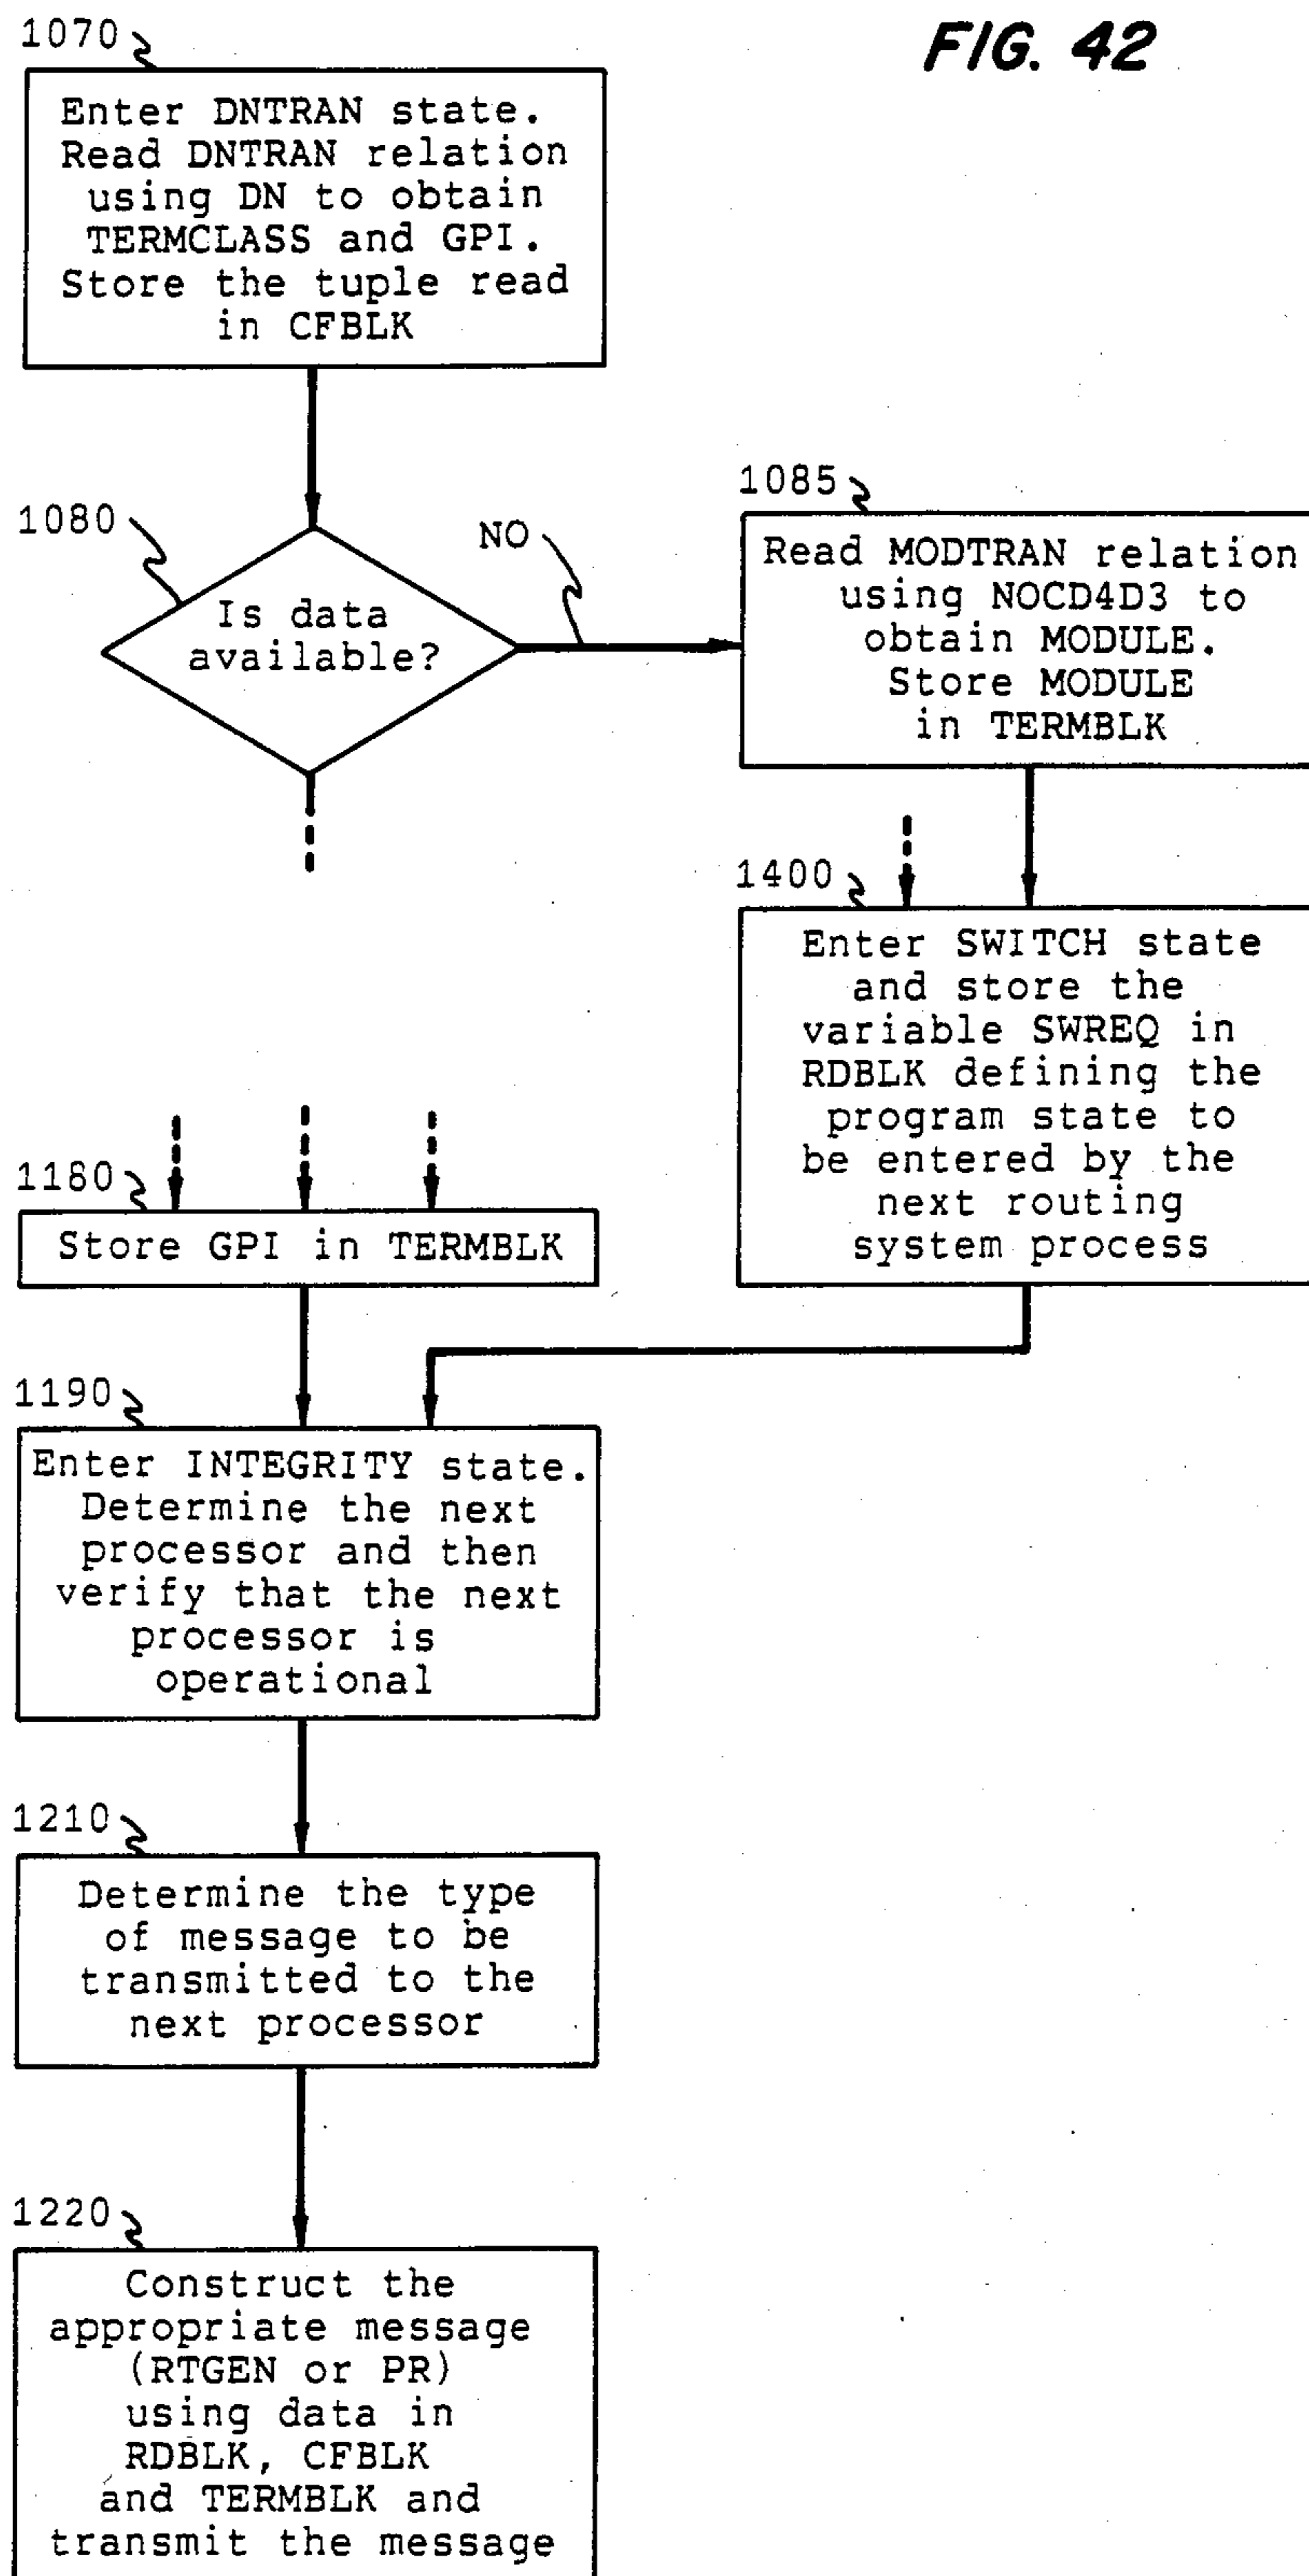 FIG. 42
1070
Enter DNTRAN state.
Read DNTRAN relation
using DN to obtain
TERMCLASS and GPI.
Store the tuple read
in CFBLK
1080
Is data
available?
NO
1085
Read MODTRAN relation
using NOCD4D3 to
obtain MODULE.
Store MODULE
in TERMBLK
1400
Enter SWITCH state
and store the
variable SWREQ in
RDBLK defining the
program state to
be entered by the
next routing
system process
1180
Store GPI in TERMBLK
1190
Enter INTEGRITY state.
Determine the next
processor and then
verify that the next
processor is
operational
1210
Determine the type
of message to be
transmitted to the
next processor
1220
Construct the
appropriate message
(RTGEN or PR)
using data in
RDBLK, CFBLK
and TERMBLK and
transmit the message